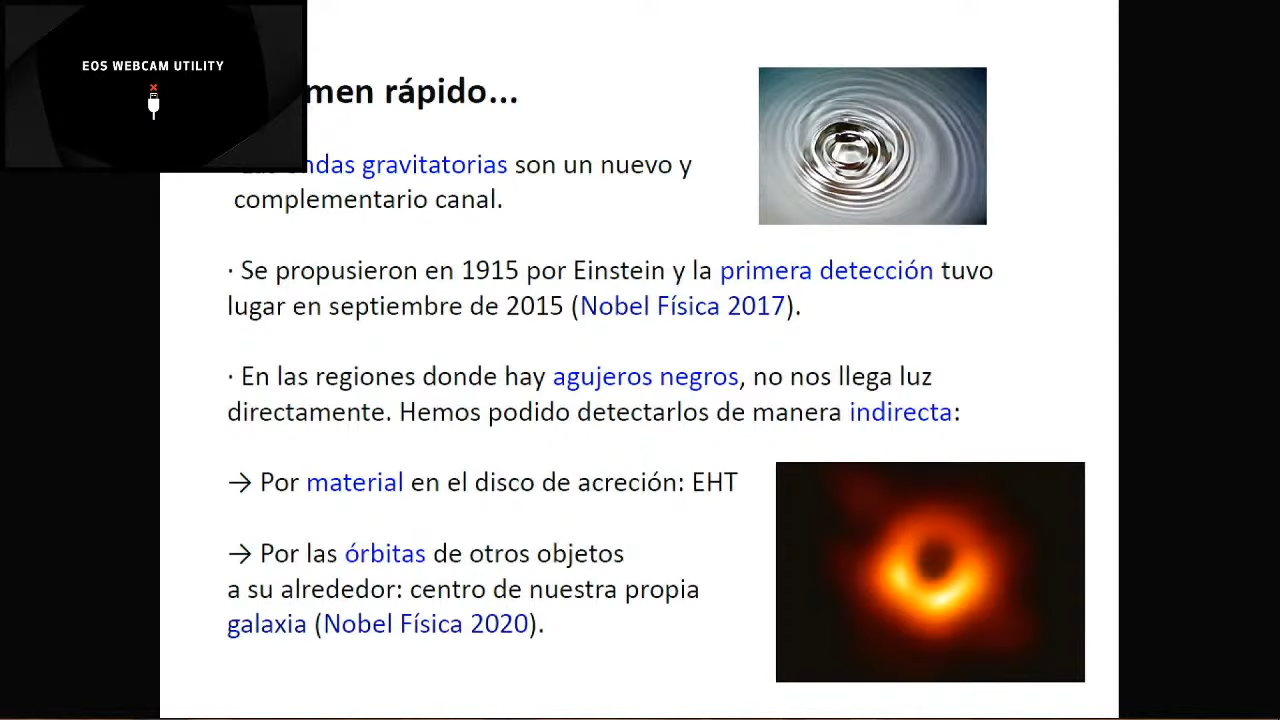 EOS WEBCAM UTILITY
men rápido...
ondas gravitatorias son un nuevo y
complementario canal.
· Se propusieron en 1915 por Einstein y la primera detección tuvo
lugar en septiembre de 2015 (Nobel Física 2017).
· En las regiones donde hay agujeros negros, no nos llega luz
directamente. Hemos podido detectarlos de manera indirecta:
→ Por material en el disco de acreción: EHT
→ Por las órbitas de otros objetos
a su alrededor: centro de nuestra propia
galaxia (Nobel Física 2020).